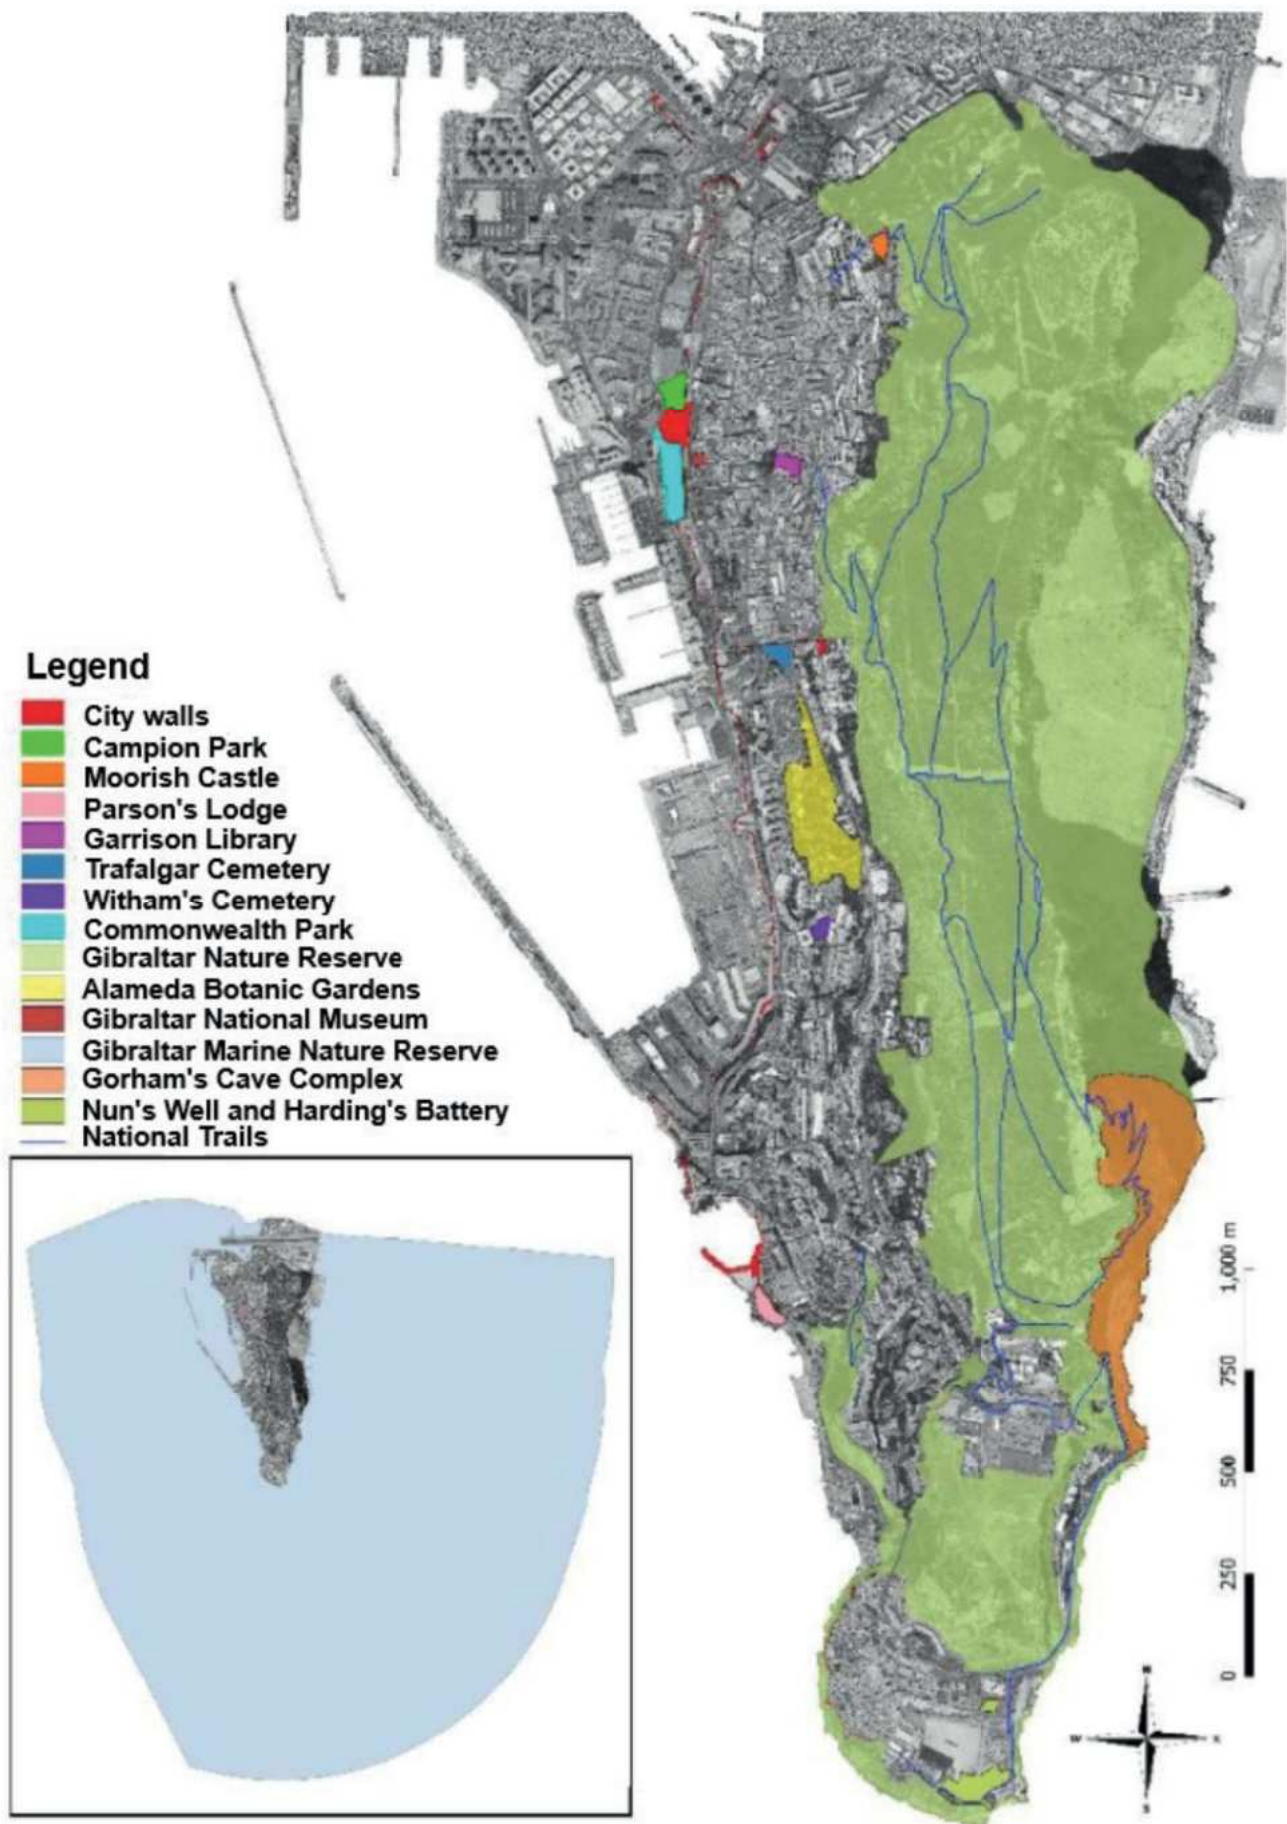 Legend
City walls
Campion Park
Moorish Castle
Parson's Lodge
Garrison Library
Trafalgar Cemetery
Witham's Cemetery
Commonwealth Park
Gibraltar Nature Reserve
Alameda Botanic Gardens
Gibraltar National Museum
Gibraltar Marine Nature Reserve
Gorham's Cave Complex
Nun's Well and Harding's Battery
National Trails
1,000 m
750
500
250
0
N
W
S